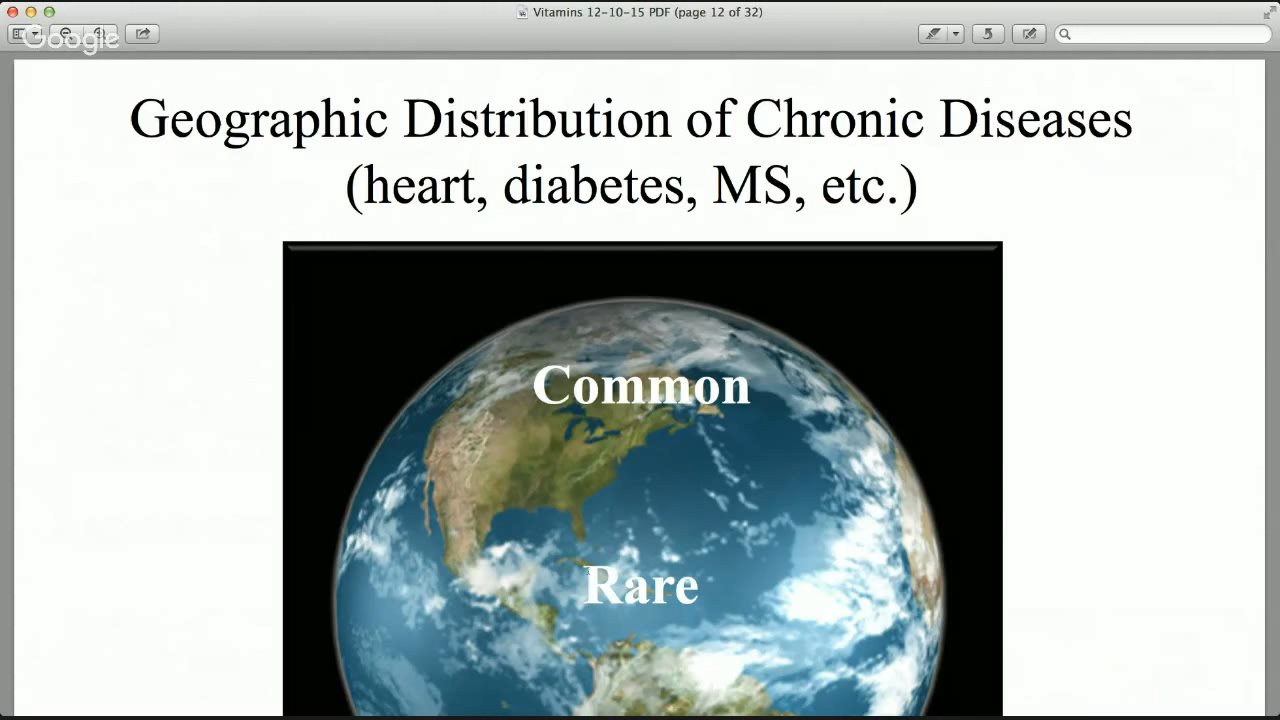 Vitamins 12-10-15 PDF (page 12 of 32)
Google
Geographic Distribution of Chronic Diseases
(heart, diabetes, MS, etc.)
Common
Rare